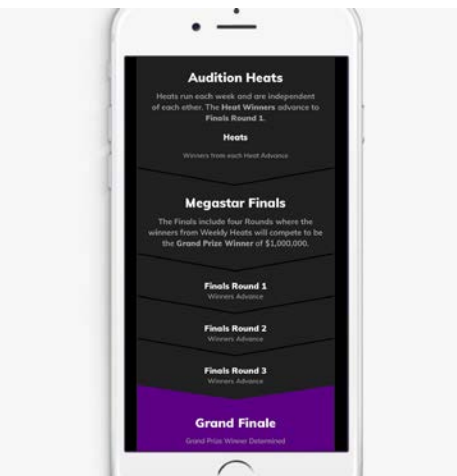 Audition Heats
Heats run each week and are independent
of each other. The Heat Winners advance to
Finals Round 1.
Heats
Winners from each Heat Advance
Megastar Finals
The Finals include four Rounds where the
winners from Weekly Heats will compete to be
the Grand Prize Winner of $1,000,000.
Finals Round 1
Winners Advance
Finals Round 2
Winners Advance
Finals Round 3
Winners Advance
Grand Finale
Grand Prize Winner Determined